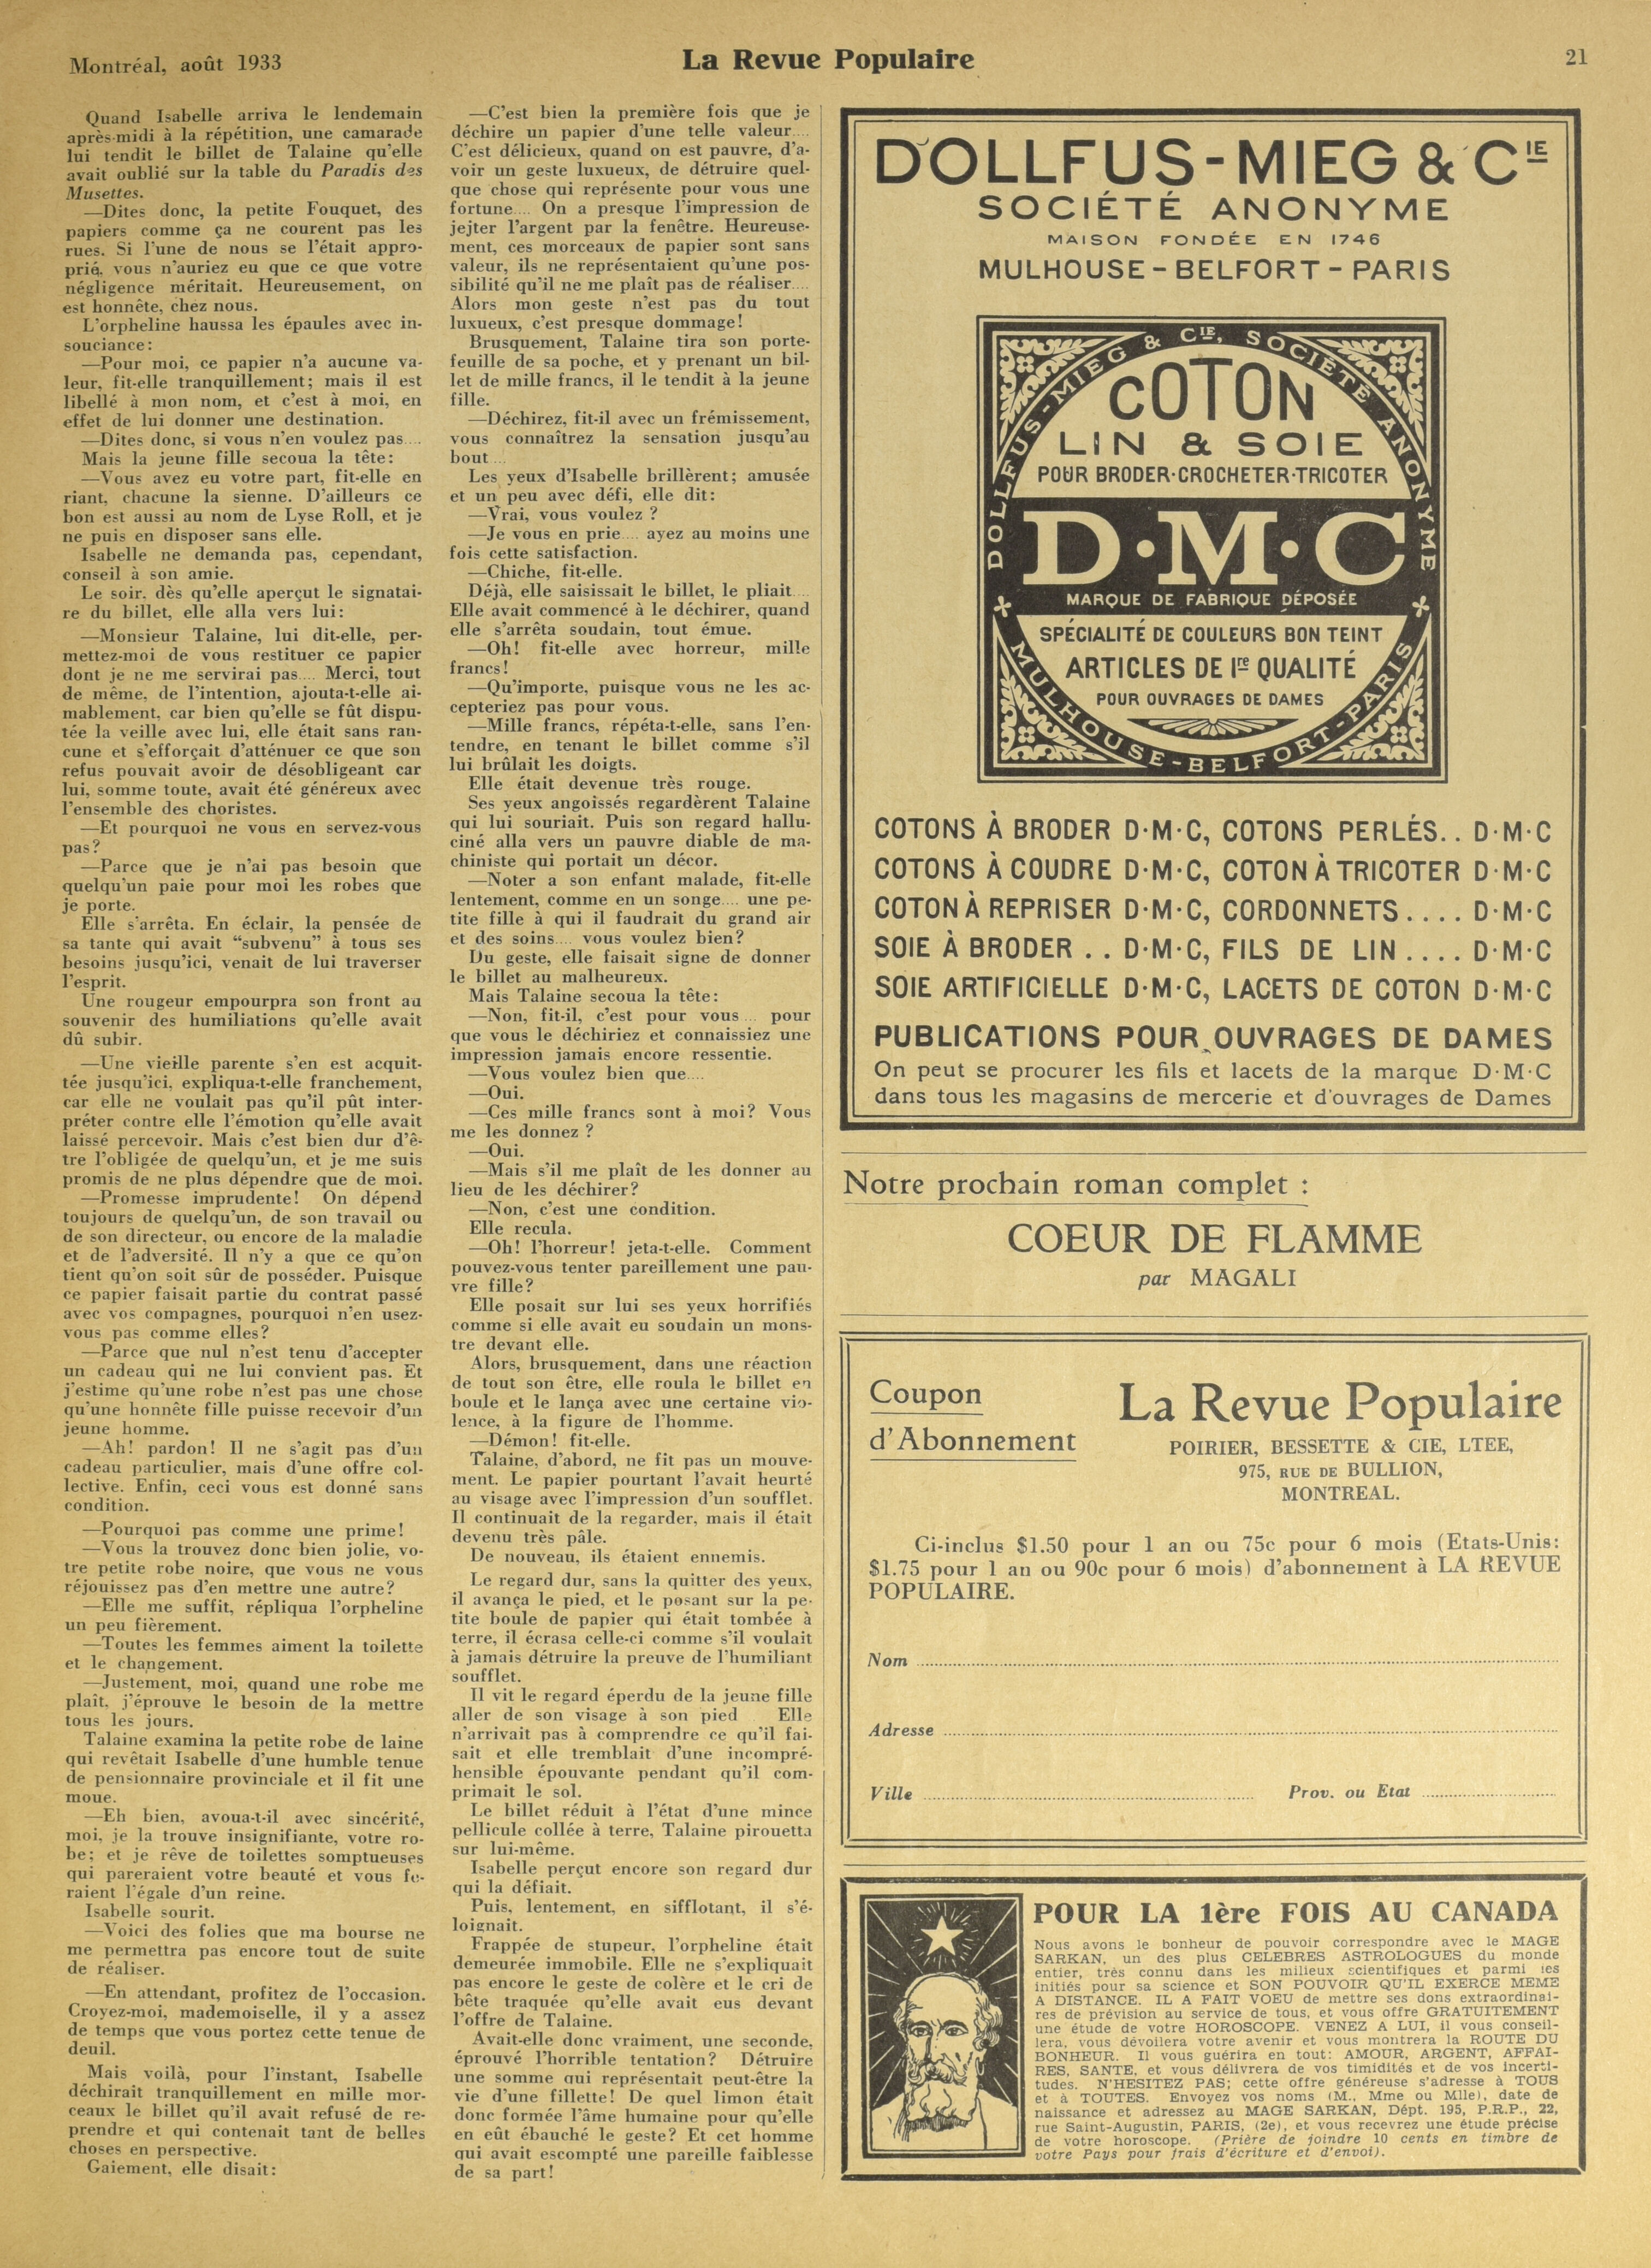 Montréal, août 1933
La Revue Populaire
21
Quand Isabelle arriva le lendemain
après-midi à la répétition, une camarade
lui tendit le billet de Talaine qu'elle
avait oublié sur la table du Paradis des
Musettes.
—Dites donc, la petite Fouquet, des
papiers comme ça ne courent pas les
rues. Si l'une de nous se l'était appro-
prié, vous n'auriez eu que ce que votre
négligence méritait. Heureusement, on
est honnête, chez nous.
L'orpheline haussa les épaules avec in-
souciance:
—Pour moi, ce papier n'a aucune va-
leur, fit-elle tranquillement; mais il est
libellé à mon nom, et c'est à moi, en
effet de lui donner une destination.
—Dites donc, si vous n'en voulez pas....
Mais la jeune fille secoua la tête:
—Vous avez eu votre part, fit-elle en
riant, chacune la sienne. D'ailleurs ce
bon est aussi au nom de Lyse Roll, et je
ne puis en disposer sans elle.
Isabelle ne demanda pas, cependant,
conseil à son amie.
Le soir, dès qu'elle aperçut le signatai-
re du billet, elle alla vers lui:
—Monsieur Talaine, lui dit-elle, per-
mettez-moi de vous restituer ce papier
dont je ne me servirai pas.... Merci, tout
de même, de l'intention, ajouta-t-elle ai-
mablement, car bien qu'elle se fût dispu-
tée la veille avec lui, elle était sans ran-
cune et s'efforçait d'atténuer ce que son
refus pouvait avoir de désobligeant car
lui, somme toute, avait été généreux avec
l'ensemble des choristes.
—Et pourquoi ne vous en servez-vous
pas?
—Parce que je n'ai pas besoin que
quelqu'un paie pour moi les robes que
je porte.
Elle s'arrêta. En éclair, la pensée de
sa tante qui avait "subvenu" à tous ses
besoins jusqu'ici, venait de lui traverser
l'esprit.
Une rougeur empourpra son front au
souvenir des humiliations qu'elle avait
dû subir.
—Une vieille parente s'en est acquit-
tée jusqu'ici, expliqua-t-elle franchement,
car elle ne voulait pas qu'il pût inter-
préter contre elle l'émotion qu'elle avait
laissé percevoir. Mais c'est bien dur d'ê-
tre l'obligée de quelqu'un, et je me suis
promis de ne plus dépendre que de moi.
—Promesse imprudente! On dépend
toujours de quelqu'un, de son travail ou
de son directeur, ou encore de la maladie
et de l'adversité. Il n'y a que ce qu'on
tient qu'on soit sûr de posséder. Puisque
ce papier faisait partie du contrat passé
avec vos compagnes, pourquoi n'en usez-
vous pas comme elles?
—Parce que nul n'est tenu d'accepter
un cadeau qui ne lui convient pas. Et
j'estime qu'une robe n'est pas une chose
qu'une honnête fille puisse recevoir d'un
jeune homme.
—Ah! pardon! Il ne s'agit pas d'un
cadeau particulier, mais d'une offre col-
lective. Enfin, ceci vous est donné sans
condition.
—Pourquoi pas comme une prime!
—Vous la trouvez donc bien jolie, vo-
tre petite robe noire, que vous ne vous
réjouissez pas d'en mettre une autre?
—Elle me suffit, répliqua l'orpheline
un peu fièrement.
—Toutes les femmes aiment la toilette
et le changement.
—Justement, moi, quand une robe me
plaît, j'éprouve le besoin de la mettre
tous les jours.
Talaine examina la petite robe de laine
qui revêtait Isabelle d'une humble tenue
de pensionnaire provinciale et il fit une
moue.
—Eh bien, avoua-t-il avec sincérité,
moi, je la trouve insignifiante, votre ro-
be; et je rêve de toilettes somptueuses
qui pareraient votre beauté et vous fe-
raient l'égale d'un reine.
Isabelle sourit.
—Voici des folies que ma bourse ne
me permettra pas encore tout de suite
de réaliser.
—En attendant, profitez de l'occasion.
Croyez-moi, mademoiselle, il y a assez
de temps que vous portez cette tenue de
deuil.
Mais voilà, pour l'instant, Isabelle
déchirait tranquillement en mille mor-
ceaux le billet qu'il avait refusé de re-
prendre et qui contenait tant de belles
choses en perspective.
Gaiement, elle disait:
—C'est bien la première fois que je
déchire un papier d'une telle valeur....
C'est délicieux, quand on est pauvre, d'a-
voir un geste luxueux, de détruire quel-
que chose qui représente pour vous une
fortune.... On a presque l'impression de
jejter l'argent par la fenêtre. Heureuse-
ment, ces morceaux de papier sont sans
valeur, ils ne représentaient qu'une pos-
sibilité qu'il ne me plaît pas de réaliser....
Alors mon geste n'est pas du tout
luxueux, c'est presque dommage!
Brusquement, Talaine tira son porte-
feuille de sa poche, et y prenant un bil-
let de mille francs, il le tendit à la jeune
fille.
—Déchirez, fit-il avec un frémissement,
vous connaîtrez la sensation jusqu'au
bout...
Les yeux d'Isabelle brillèrent; amusée
et un peu avec défi, elle dit:
—Vrai, vous voulez ?
—Je vous en prie.... ayez au moins une
fois cette satisfaction.
—Chiche, fit-elle.
Déjà, elle saisissait le billet, le pliait....
Elle avait commencé à le déchirer, quand
elle s'arrêta soudain, tout émue.
—Oh! fit-elle avec horreur, mille
francs!
—Qu'importe, puisque vous ne les ac-
cepteriez pas pour vous.
—Mille francs, répéta-t-elle, sans l'en-
tendre, en tenant le billet comme s'il
lui brûlait les doigts.
Elle était devenue très rouge.
Ses yeux angoissés regardèrent Talaine
qui lui souriait. Puis son regard hallu-
ciné alla vers un pauvre diable de ma-
chiniste qui portait un décor.
—Noter a son enfant malade, fit-elle
lentement, comme en un songe.... une pe-
tite fille à qui il faudrait du grand air
et des soins.... vous voulez bien?
Du geste, elle faisait signe de donner
le billet au malheureux.
Mais Talaine secoua la tête:
—Non, fit-il, c'est pour vous... pour
que vous le déchiriez et connaissiez une
impression jamais encore ressentie.
—Vous voulez bien que....
—Oui.
—Ces mille francs sont à moi? Vous
me les donnez ?
—Oui.
—Mais s'il me plaît de les donner au
lieu de les déchirer?
—Non, c'est une condition.
Elle recula.
—Oh! l'horreur! jeta-t-elle. Comment
pouvez-vous tenter pareillement une pau-
vre fille?
Elle posait sur lui ses yeux horrifiés
comme si elle avait eu soudain un mons-
tre devant elle.
Alors, brusquement, dans une réaction
de tout son être, elle roula le billet en
boule et le lança avec une certaine vio-
lence, à la figure de l'homme.
—Démon! fit-elle.
Talaine, d'abord, ne fit pas un mouve-
ment. Le papier pourtant l'avait heurté
au visage avec l'impression d'un soufflet.
Il continuait de la regarder, mais il était
devenu très pâle.
De nouveau, ils étaient ennemis.
Le regard dur, sans la quitter des yeux,
il avança le pied, et le posant sur la pe-
tite boule de papier qui était tombée à
terre, il écrasa celle-ci comme s'il voulait
à jamais détruire la preuve de l'humiliant
soufflet.
Il vit le regard éperdu de la jeune fille
aller de son visage à son pied Elle
n'arrivait pas à comprendre ce qu'il fai-
sait et elle tremblait d'une incompré-
hensible épouvante pendant qu'il com-
primait le sol.
Le billet réduit à l'état d'une mince
pellicule collée à terre, Talaine pirouetta
sur lui-même.
Isabelle perçut encore son regard dur
qui la défiait.
Puis, lentement, en sifflotant, il s'é-
loignait.
Frappée de stupeur, l'orpheline était
demeurée immobile. Elle ne s'expliquait
pas encore le geste de colère et le cri de
bête traquée qu'elle avait eus devant
l'offre de Talaine.
Avait-elle donc vraiment, une seconde,
éprouvé l'horrible tentation? Détruire
une somme qui représentait peut-être la
vie d'une fillette! De quel limon était
donc formée l'âme humaine pour qu'elle
en eût ébauché le geste? Et cet homme
qui avait escompté une pareille faiblesse
de sa part!
DOLLFUS-MIEG & CIE
SOCIÉTÉ ANONYME
MAISON FONDÉE EN 1746
MULHOUSE-BELFORT-PARIS
DOLLFUS-MIEG & CIE, SOCIÉTÉ ANONYME
COTON
LIN & SOIE
POUR BRODER·CROCHETER·TRICOTER
D·M·C
MARQUE DE FABRIQUE DÉPOSÉE
SPÉCIALITÉ DE COULEURS BON TEINT
ARTICLES DE Ire QUALITÉ
POUR OUVRAGES DE DAMES
MULHOUSE-BELFORT-PARIS
COTONS À BRODER D·M·C, COTONS PERLÉS.. D·M·C
COTONS À COUDRE D·M·C, COTON À TRICOTER D·M·C
COTON À REPRISER D·M·C, CORDONNETS.... D·M·C
SOIE À BRODER .. D·M·C, FILS DE LIN.... D·M·C
SOIE ARTIFICIELLE D·M·C, LACETS DE COTON D·M·C
PUBLICATIONS POUR OUVRAGES DE DAMES
On peut se procurer les fils et lacets de la marque D·M·C
dans tous les magasins de mercerie et d'ouvrages de Dames
Notre prochain roman complet :
COEUR DE FLAMME
par MAGALI
Coupon
d'Abonnement
La Revue Populaire
POIRIER, BESSETTE & CIE, LTEE,
975, RUE DE BULLION,
MONTREAL.
Ci-inclus $1.50 pour 1 an ou 75c pour 6 mois (Etats-Unis:
$1.75 pour 1 an ou 90c pour 6 mois) d'abonnement à LA REVUE
POPULAIRE.
Nom
Adresse
Ville
Prov. ou Etat
POUR LA 1ère FOIS AU CANADA
Nous avons le bonheur de pouvoir correspondre avec le MAGE
SARKAN, un des plus CELEBRES ASTROLOGUES du monde
entier, très connu dans les milieux scientifiques et parmi les
initiés pour sa science et SON POUVOIR QU'IL EXERCE MEME
A DISTANCE. IL A FAIT VOEU de mettre ses dons extraordinai-
res de prévision au service de tous, et vous offre GRATUITEMENT
une étude de votre HOROSCOPE. VENEZ A LUI, il vous conseil-
lera, vous dévoilera votre avenir et vous montrera la ROUTE DU
BONHEUR. Il vous guérira en tout: AMOUR, ARGENT, AFFAI-
RES, SANTE, et vous délivrera de vos timidités et de vos incerti-
tudes. N'HESITEZ PAS; cette offre généreuse s'adresse à TOUS
et à TOUTES. Envoyez vos noms (M., Mme ou Mlle), date de
naissance et adressez au MAGE SARKAN, Dépt. 195, P.R.P., 22,
rue Saint-Augustin, PARIS, (2e), et vous recevrez une étude précise
de votre horoscope. (Prière de joindre 10 cents en timbre de
votre Pays pour frais d'écriture et d'envoi).